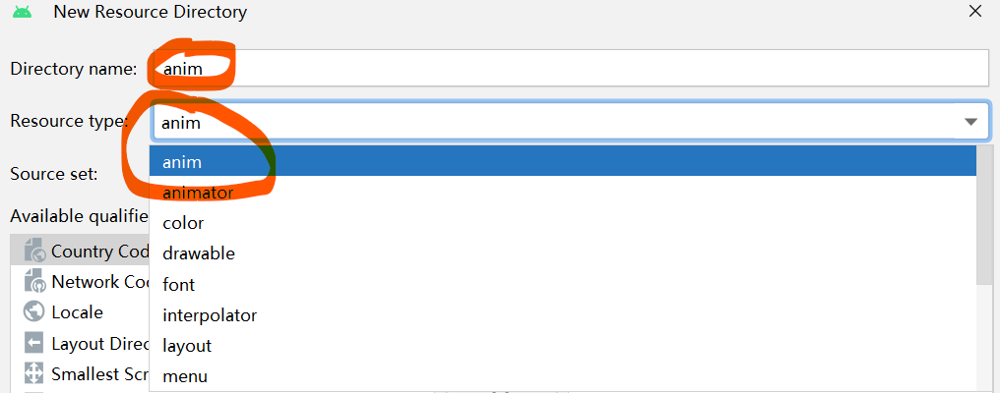 New Resource Directory
Directory name: anim
Resource type: anim
anim
Source set:
animator
Available qualifie
color
Country Cod
drawable
Network Co
font
Locale
interpolator
Layout Direc
layout
Smallest Scr
menu